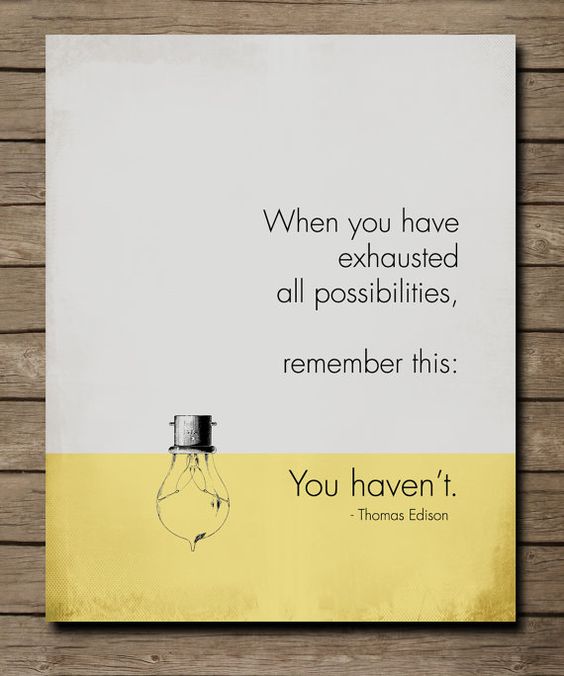 When you have
exhausted
all possibilities,
remember this:
You haven't.
- Thomas Edison